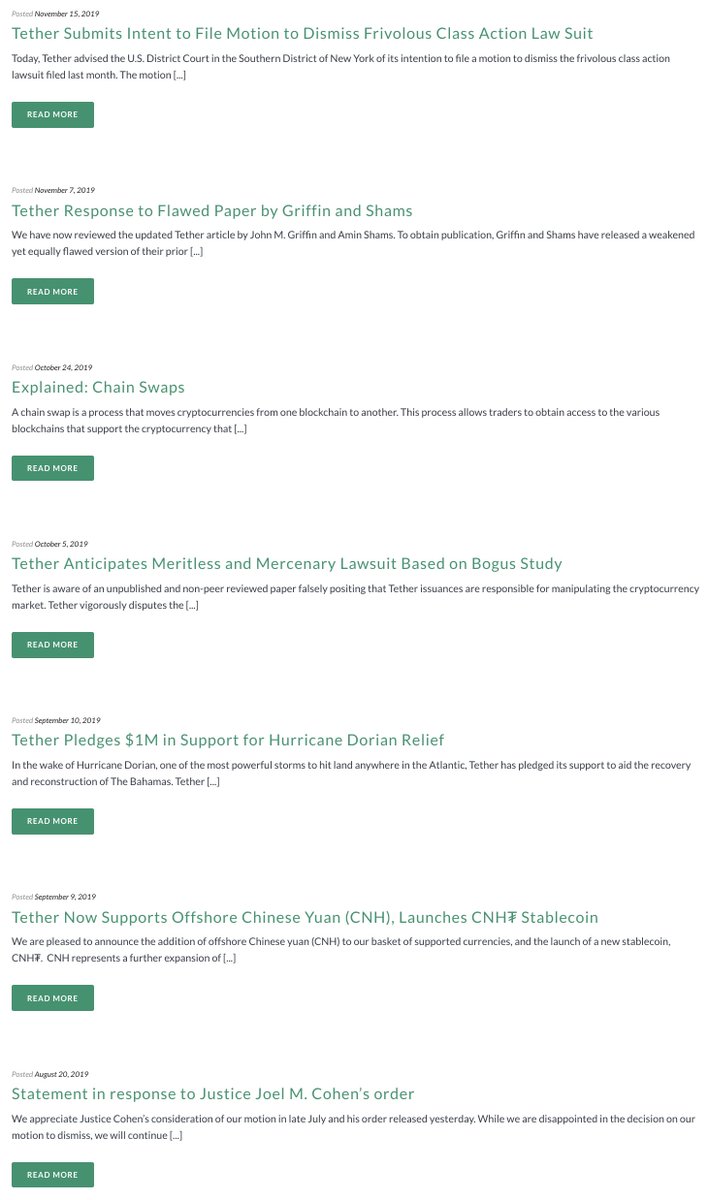 Posted November 15, 2019
Tether Submits Intent to File Motion to Dismiss Frivolous Class Action Law Suit
Today, Tether advised the U.S. District Court in the Southern District of New York of its intention to file a motion to dismiss the frivolous class action
lawsuit filed last month. The motion [...]
READ MORE
Posted November 7, 2019
Tether Response to Flawed Paper by Griffin and Shams
We have now reviewed the updated Tether article by John M. Griffin and Amin Shams. To obtain publication, Griffin and Shams have released a weakened
yet equally flawed version of their prior [...]
READ MORE
Posted October 24, 2019
Explained: Chain Swaps
A chain swap is a process that moves cryptocurrencies from one blockchain to another. This process allows traders to obtain access to the various
blockchains that support the cryptocurrency that [...]
READ MORE
Posted October 5, 2019
Tether Anticipates Meritless and Mercenary Lawsuit Based on Bogus Study
Tether is aware of an unpublished and non-peer reviewed paper falsely positing that Tether issuances are responsible for manipulating the cryptocurrency
market. Tether vigorously disputes the [...]
READ MORE
Posted September 10, 2019
Tether Pledges $1M in Support for Hurricane Dorian Relief
In the wake of Hurricane Dorian, one of the most powerful storms to hit land anywhere in the Atlantic, Tether has pledged its support to aid the recovery
and reconstruction of The Bahamas. Tether [...]
READ MORE
Posted September 9, 2019
Tether Now Supports Offshore Chinese Yuan (CNH), Launches CNH₮ Stablecoin
We are pleased to announce the addition of offshore Chinese yuan (CNH) to our basket of supported currencies, and the launch of a new stablecoin,
CNH₮. CNH represents a further expansion of [...]
READ MORE
Posted August 20, 2019
Statement in response to Justice Joel M. Cohen’s order
We appreciate Justice Cohen’s consideration of our motion in late July and his order released yesterday. While we are disappointed in the decision on our
motion to dismiss, we will continue [...]
READ MORE